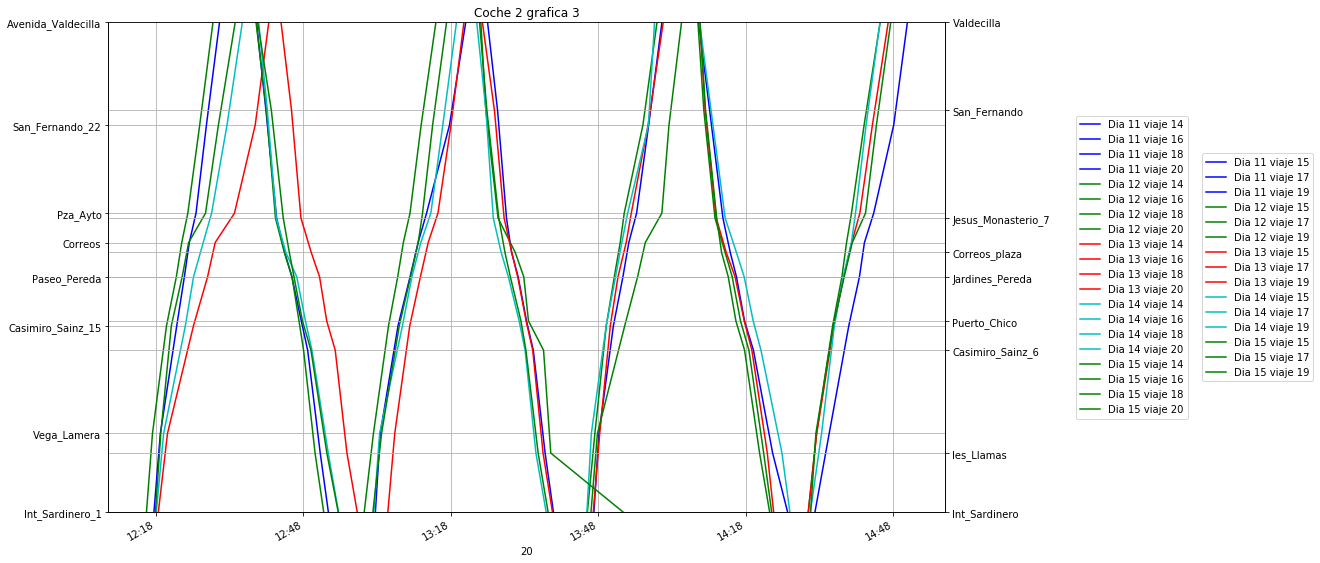 Coche 2 grafica 3
Avenida_Valdecilla
San_Fernando_22
Pza_Ayto
Correos
Paseo_Pereda
Casimiro_Sainz_15
Vega_Lamera
Int_Sardinero_1
12:18
12:48
13:18
13:48
14:18
14:48
20
Valdecilla
San_Fernando
Jesus_Monasterio_7
Correos_plaza
Jardines_Pereda
Puerto_Chico
Casimiro_Sainz_6
Ies_Llamas
Int_Sardinero
Dia 11 viaje 14
Dia 11 viaje 16
Dia 11 viaje 18
Dia 11 viaje 20
Dia 12 viaje 14
Dia 12 viaje 16
Dia 12 viaje 18
Dia 12 viaje 20
Dia 13 viaje 14
Dia 13 viaje 16
Dia 13 viaje 18
Dia 13 viaje 20
Dia 14 viaje 14
Dia 14 viaje 16
Dia 14 viaje 18
Dia 14 viaje 20
Dia 15 viaje 14
Dia 15 viaje 16
Dia 15 viaje 18
Dia 15 viaje 20
Dia 11 viaje 15
Dia 11 viaje 17
Dia 11 viaje 19
Dia 12 viaje 15
Dia 12 viaje 17
Dia 12 viaje 19
Dia 13 viaje 15
Dia 13 viaje 17
Dia 13 viaje 19
Dia 14 viaje 15
Dia 14 viaje 17
Dia 14 viaje 19
Dia 15 viaje 15
Dia 15 viaje 17
Dia 15 viaje 19